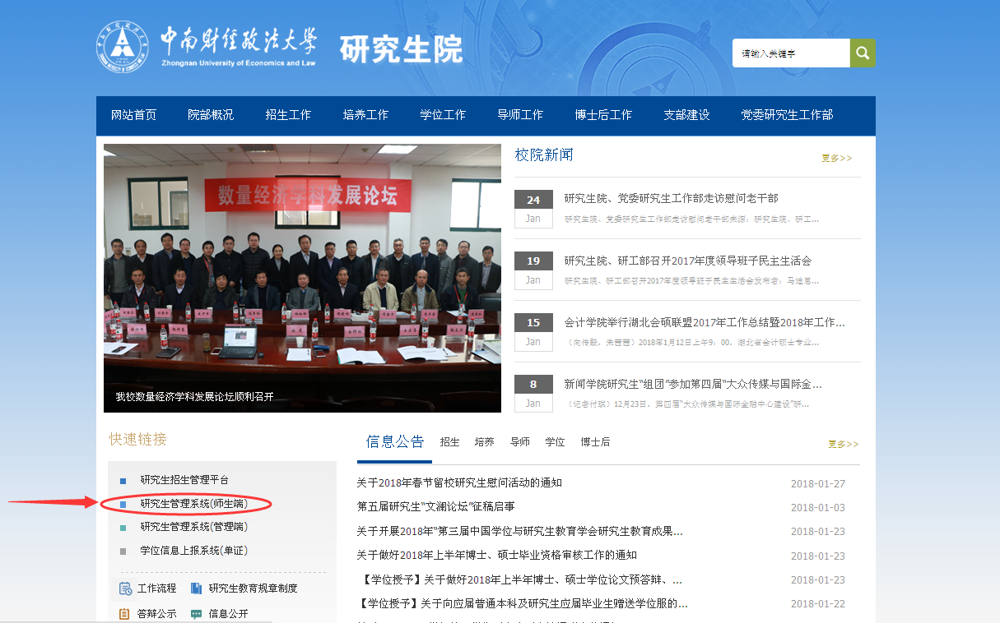 中南财经政法大学
Zhongnan University of Economics and Law
研究生院
请输入关键字
网站首页 院部概况 招生工作 培养工作 学位工作 导师工作 博士后工作 支部建设 党委研究生工作部
数量经济学科发展论坛
我校数量经济学科发展论坛顺利召开
校院新闻
更多>>
24
Jan
研究生院、党委研究生工作部走访慰问老干部
研究生院、党委研究生工作部走访慰问老干部来源：研究生院、研工...
19
Jan
研究生院、研工部召开2017年度领导班子民主生活会
研究生院、研工部召开2017年度领导班子民主生活会发布者：马迪思...
15
Jan
会计学院举行湖北会硕联盟2017年工作总结暨2018年工作...
（向传毅，朱茜茜）2018年1月12日上午9：00，湖北省会计硕士专业...
8
Jan
新闻学院研究生“组团”参加第四届“大众传媒与国际金...
（记者付琪）12月23日，第四届“大众传媒与国际金融中心建设”研...
快速链接
研究生招生管理平台
研究生管理系统(师生端)
研究生管理系统(管理端)
学位信息上报系统(单证)
工作流程 研究生教育规章制度
答辩公示 信息公开
信息公告 招生 培养 导师 学位 博士后
更多>>
关于2018年春节留校研究生慰问活动的通知 2018-01-27
第五届研究生“文澜论坛”征稿启事 2018-01-03
关于开展2018年“第三届中国学位与研究生教育学会研究生教育成果... 2018-01-23
关于做好2018年上半年博士、硕士毕业资格审核工作的通知 2018-01-23
【学位授予】关于做好2018年上半年博士、硕士学位论文预答辩、... 2018-01-23
【学位授予】关于向应届普通本科及研究生应届毕业生赠送学位服的... 2018-01-22